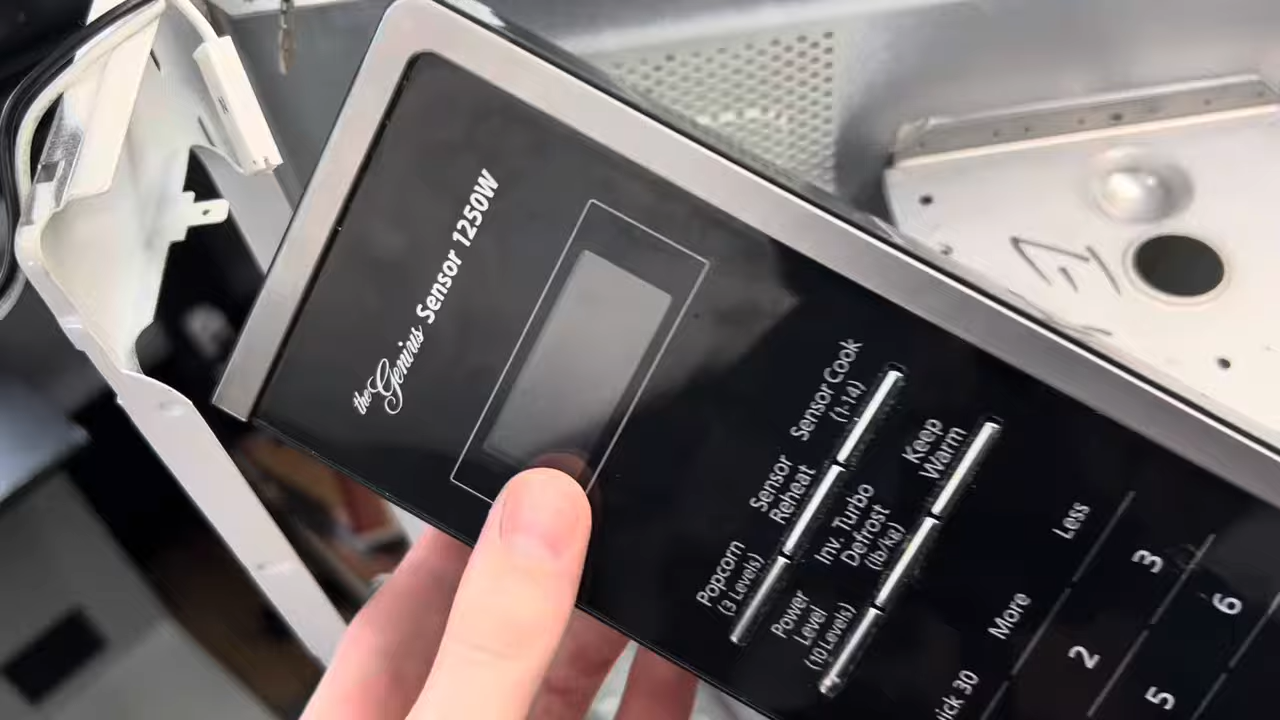 the Genius Sensor 1250W
Popcorn
(3 Levels)
Sensor
Reheat
Sensor Cook
(1-14)
Power
Level
(10 Levels)
Inv. Turbo
Defrost
(lb/kg)
Keep
Warm
More
Less
2
3
5
6
30